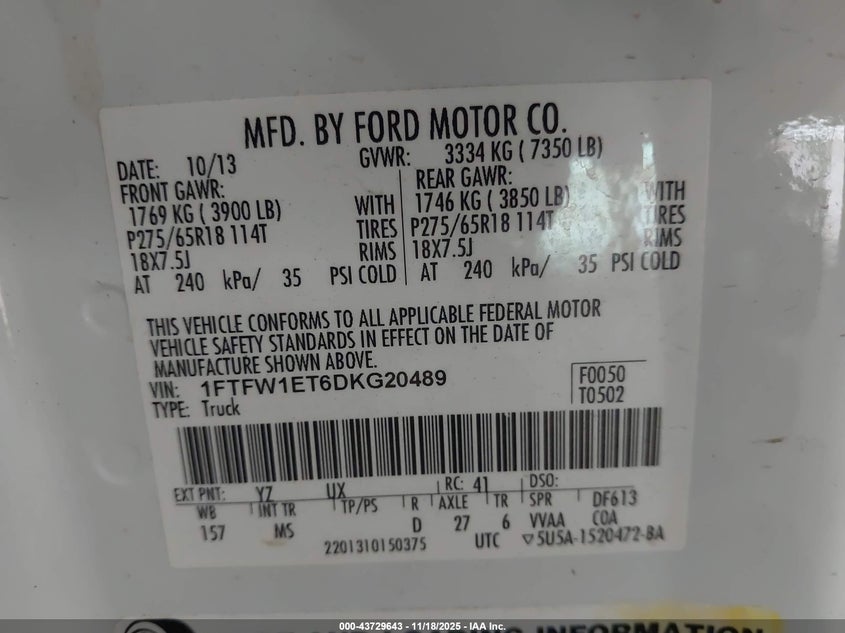 MFD. BY FORD MOTOR CO.
DATE: 10/13 GVWR: 3334 KG ( 7350 LB)
FRONT GAWR: REAR GAWR:
1769 KG ( 3900 LB) WITH 1746 KG ( 3850 LB) WITH
P275/65R18 114T TIRES P275/65R18 114T TIRES
18X7.5J RIMS 18X7.5J RIMS
AT 240 kPa/ 35 PSI COLD AT 240 kPa/ 35 PSI COLD
THIS VEHICLE CONFORMS TO ALL APPLICABLE FEDERAL MOTOR
VEHICLE SAFETY STANDARDS IN EFFECT ON THE DATE OF
MANUFACTURE SHOWN ABOVE.
VIN: 1FTFW1ET6DKG20489 F0050
TYPE: Truck T0502
EXT PNT: YZ UX RC: 41 DSO:
WB INT TR TP/PS R AXLE TR SPR DF613
157 MS D 27 6 VVAA COA
2201310150375 UTC ▽5U5A-1520472-BA
INFORMATION
000-43729643 - 11/18/2025 - IAA Inc.